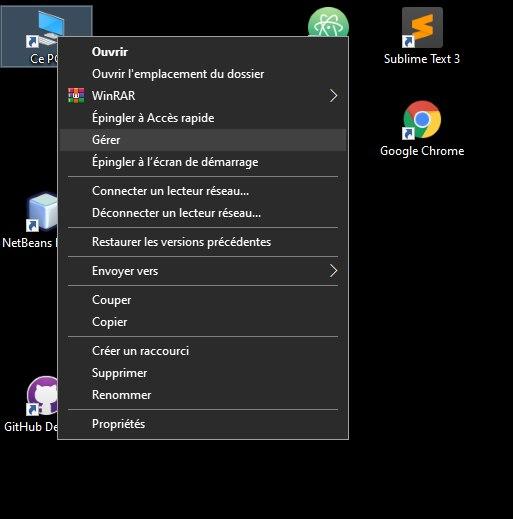 Ce P
Ouvrir
Ouvrir l'emplacement du dossier
WinRAR
Épingler à Accès rapide
Gérer
Épingler à l'écran de démarrage
Connecter un lecteur réseau...
Déconnecter un lecteur réseau...
Restaurer les versions précédentes
Envoyer vers
Couper
Copier
Créer un raccourci
Supprimer
Renommer
Propriétés
Sublime Text 3
Google Chrome
NetBeans
GitHub De